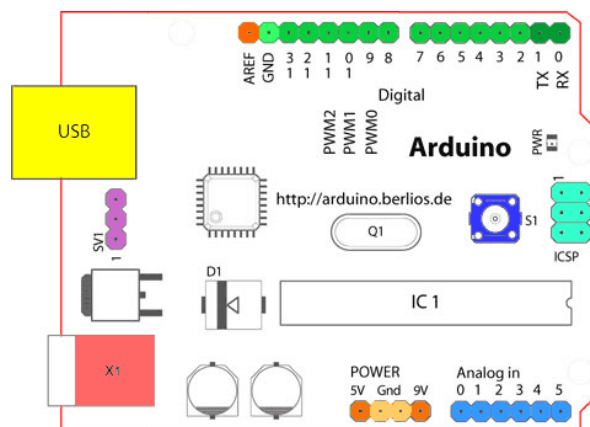 AREF GND 13 12 11 10 9 8 7 6 5 4 3 2 1 0
TX RX
Digital
PWM2 PWM1 PWM0
Arduino
PWR
USB
http://arduino.berlios.de
1
SV1
1
Q1
S1
ICSP
D1
IC 1
X1
POWER
5V Gnd 9V
Analog in
0 1 2 3 4 5